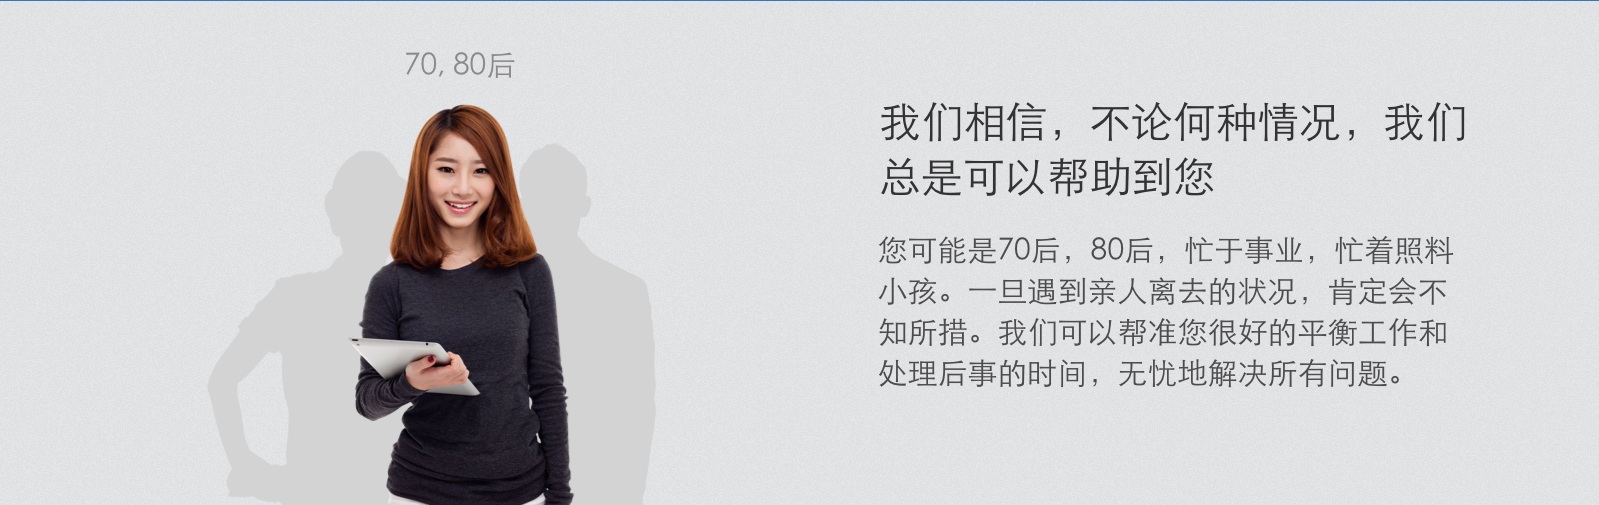 70, 80后
我们相信，不论何种情况，我们
总是可以帮助到您
您可能是70后，80后，忙于事业，忙着照料
小孩。一旦遇到亲人离去的状况，肯定会不
知所措。我们可以帮准您很好的平衡工作和
处理后事的时间，无忧地解决所有问题。